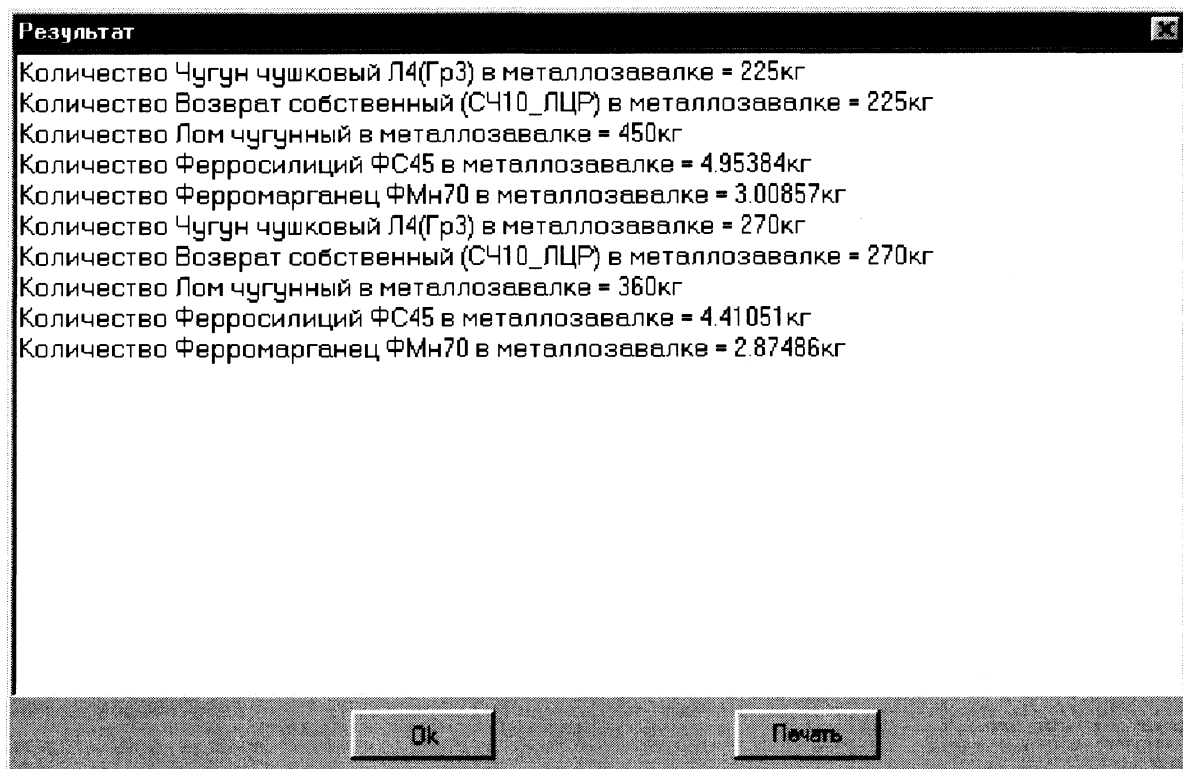 Результат
Количество Чугун чушковый Л4(Гр3) в металлозавалке = 225кг
Количество Возврат собственный (СЧ10_ЛЦР) в металлозавалке = 225кг
Количество Лом чугунный в металлозавалке = 450кг
Количество Ферросилиций ФС45 в металлозавалке = 4.95384кг
Количество Ферромарганец ФМн70 в металлозавалке = 3.00857кг
Количество Чугун чушковый Л4(Гр3) в металлозавалке = 270кг
Количество Возврат собственный (СЧ10_ЛЦР) в металлозавалке = 270кг
Количество Лом чугунный в металлозавалке = 360кг
Количество Ферросилиций ФС45 в металлозавалке = 4.41051кг
Количество Ферромарганец ФМн70 в металлозавалке = 2.87486кг
Ok Печать